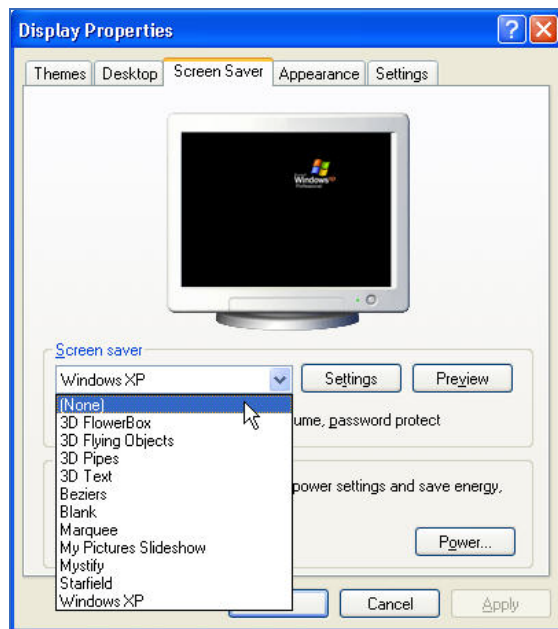 Display Properties
Themes Desktop Screen Saver Appearance Settings
Windows XP
Professional
Screen saver
Windows XP Settings Preview
(None)
ume, password protect
3D FlowerBox
3D Flying Objects
3D Pipes
3D Text
power settings and save energy,
Beziers
Blank
Marquee
My Pictures Slideshow
Power...
Mystify
Starfield
Windows XP
Cancel Apply